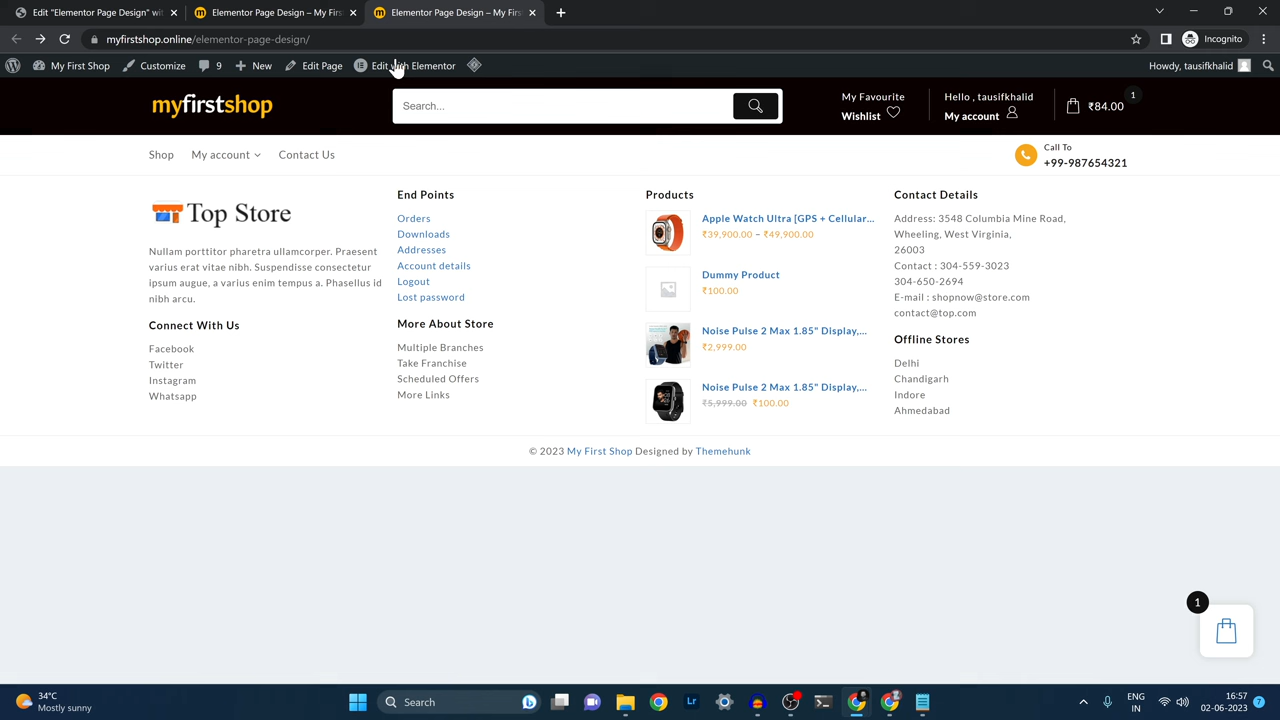 Edit "Elementor Page Design" wit
Elementor Page Design – My Firs
Elementor Page Design – My Firs
myfirstshop.online/elementor-page-design/
Incognito
My First Shop
Customize
9
New
Edit Page
Edit with Elementor
Howdy, tausifkhalid
myfirstshop
Search...
My Favourite
Wishlist
Hello , tausifkhalid
My account
₹84.00
1
Shop
My account
Contact Us
Call To
+99-987654321
Top Store
Nullam porttitor pharetra ullamcorper. Praesent
varius erat vitae nibh. Suspendisse consectetur
ipsum augue, a varius enim tempus a. Phasellus id
nibh arcu.
Connect With Us
Facebook
Twitter
Instagram
Whatsapp
End Points
Orders
Downloads
Addresses
Account details
Logout
Lost password
More About Store
Multiple Branches
Take Franchise
Scheduled Offers
More Links
Products
Apple Watch Ultra [GPS + Cellular...
₹39,900.00 – ₹49,900.00
Dummy Product
₹100.00
Noise Pulse 2 Max 1.85" Display,...
₹2,999.00
Noise Pulse 2 Max 1.85" Display,...
₹5,999.00 ₹100.00
Contact Details
Address: 3548 Columbia Mine Road,
Wheeling, West Virginia,
26003
Contact : 304-559-3023
304-650-2694
E-mail : shopnow@store.com
contact@top.com
Offline Stores
Delhi
Chandigarh
Indore
Ahmedabad
© 2023 My First Shop Designed by Themehunk
1
34°C
Mostly sunny
Search
Lr
ENG
IN
16:57
02-06-2023
7